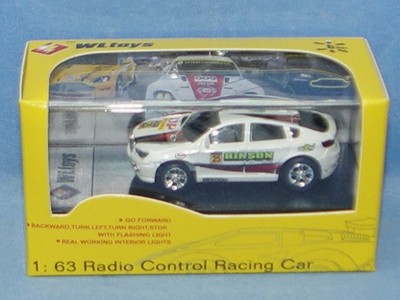 WLtoys
25 BINSON
WLtoys
GO FORWARD
BACKWARD,TURN LEFT,TURN RIGHT,STOP
WITH FLASHING LIGHT
REAL WORKING INTERIOR LIGHTS
1: 63 Radio Control Racing Car